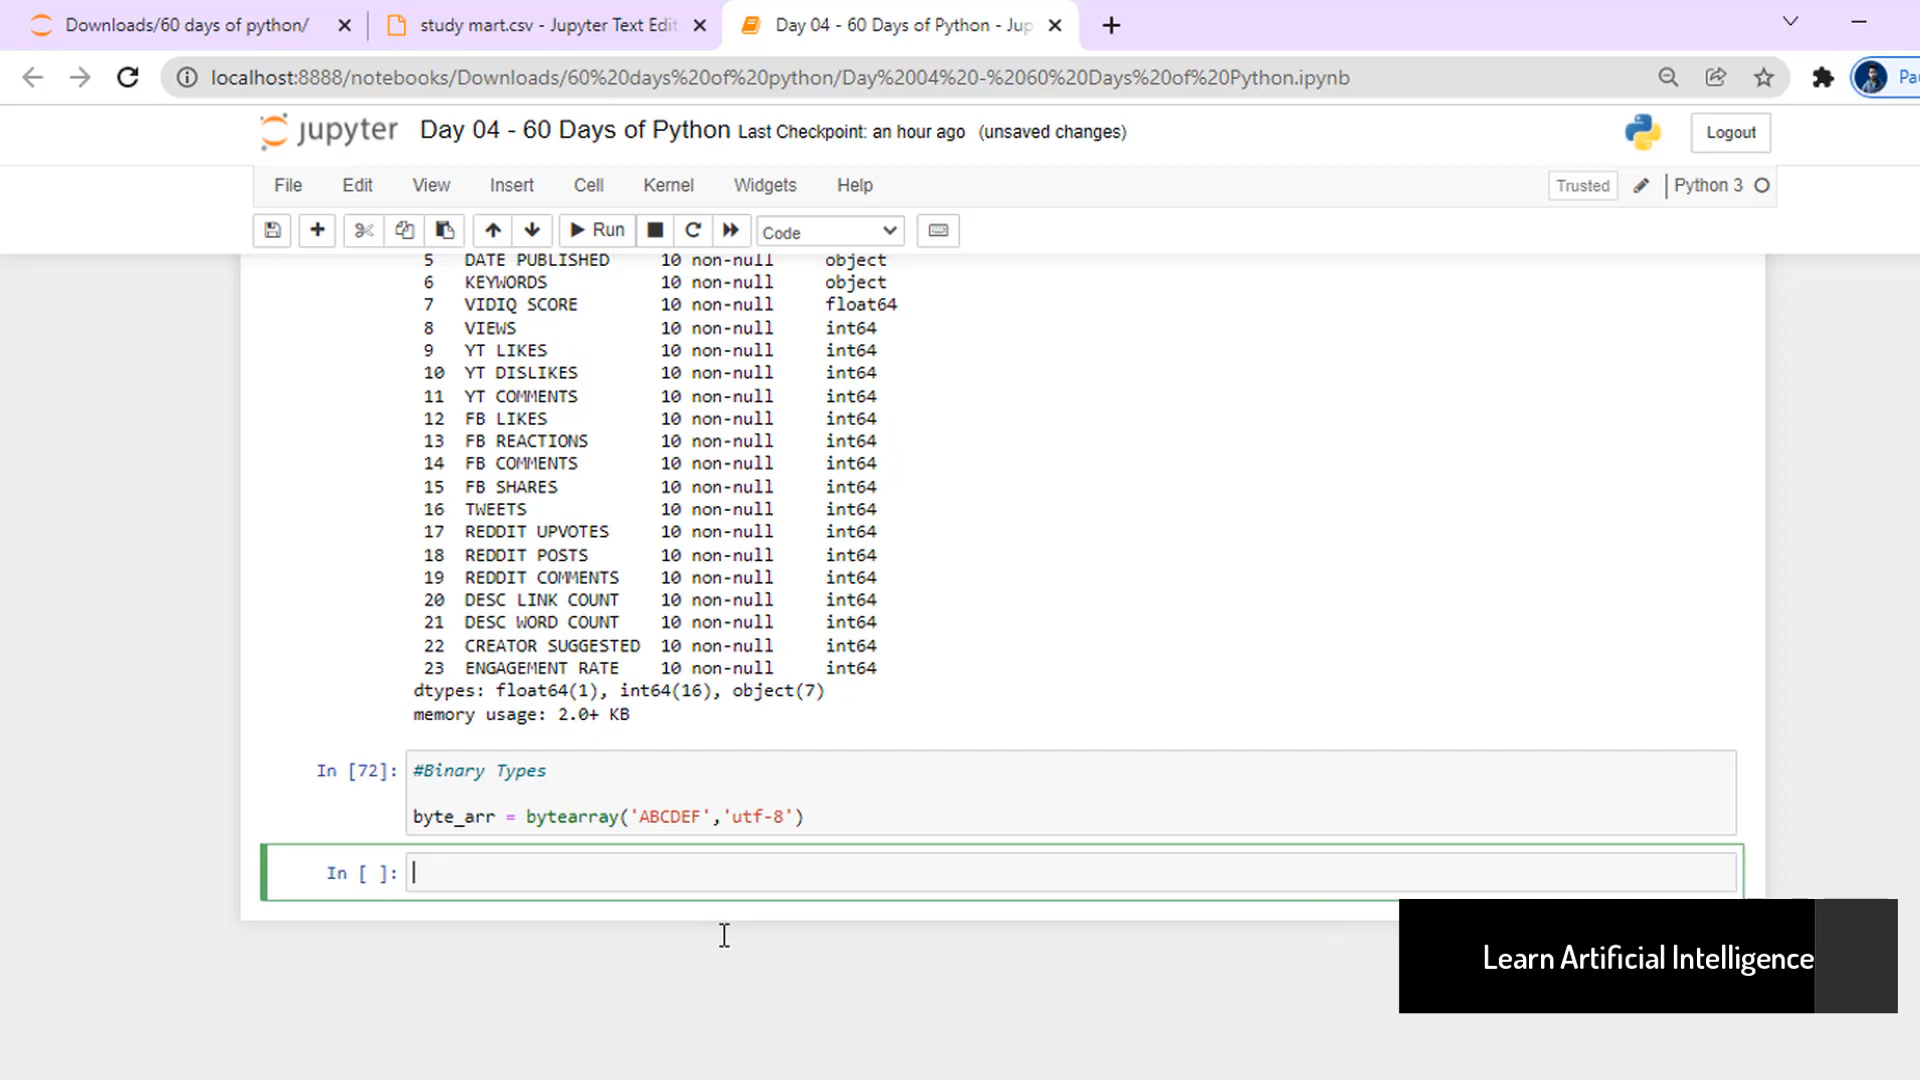 Downloads/60 days of python/
study mart.csv - Jupyter Text Edit
Day 04 - 60 Days of Python - Jup
localhost:8888/notebooks/Downloads/60%20days%20of%20python/Day%2004%20-%2060%20Days%20of%20Python.ipynb
Pau
jupyter Day 04 - 60 Days of Python Last Checkpoint: an hour ago (unsaved changes)
Logout
File Edit View Insert Cell Kernel Widgets Help
Trusted Python 3
Run Code
5 DATE PUBLISHED 10 non-null object
6 KEYWORDS 10 non-null object
7 VIDIQ SCORE 10 non-null float64
8 VIEWS 10 non-null int64
9 YT LIKES 10 non-null int64
10 YT DISLIKES 10 non-null int64
11 YT COMMENTS 10 non-null int64
12 FB LIKES 10 non-null int64
13 FB REACTIONS 10 non-null int64
14 FB COMMENTS 10 non-null int64
15 FB SHARES 10 non-null int64
16 TWEETS 10 non-null int64
17 REDDIT UPVOTES 10 non-null int64
18 REDDIT POSTS 10 non-null int64
19 REDDIT COMMENTS 10 non-null int64
20 DESC LINK COUNT 10 non-null int64
21 DESC WORD COUNT 10 non-null int64
22 CREATOR SUGGESTED 10 non-null int64
23 ENGAGEMENT RATE 10 non-null int64
dtypes: float64(1), int64(16), object(7)
memory usage: 2.0+ KB
In [72]: #Binary Types
byte_arr = bytearray('ABCDEF','utf-8')
In [ ]:
Learn Artificial Intelligence